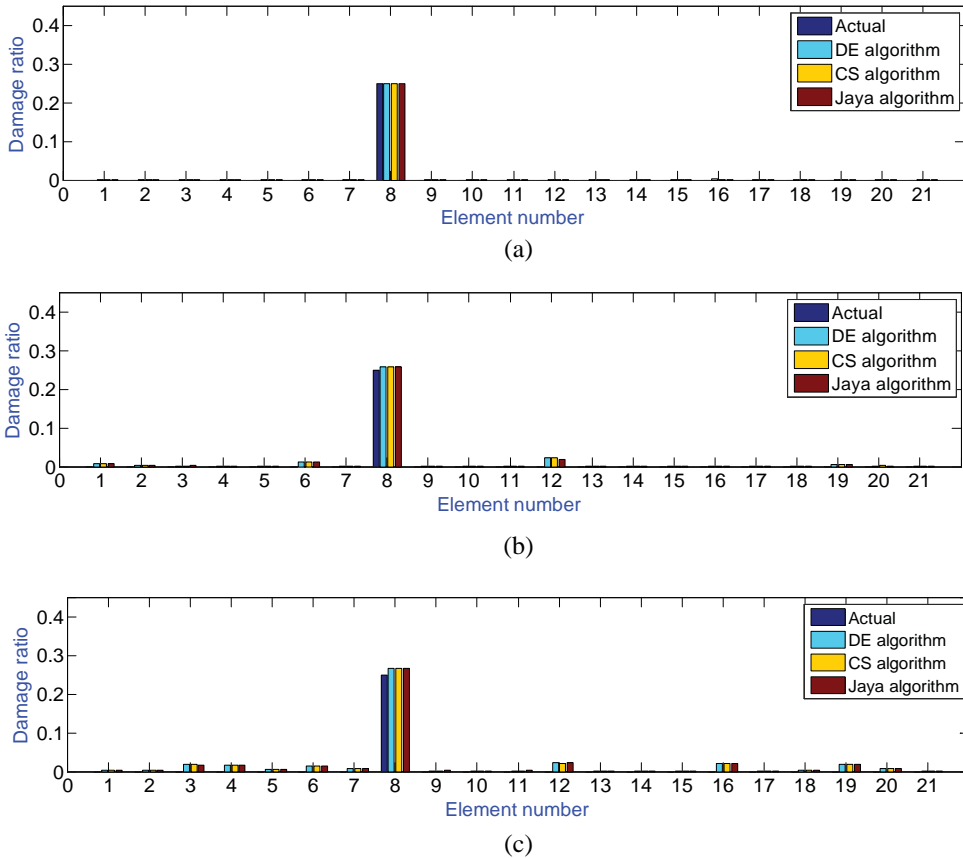 0.4
0.3
0.2
0.1
0
Damage ratio
Actual
DE algorithm
CS algorithm
Jaya algorithm
0 1 2 3 4 5 6 7 8 9 10 11 12 13 14 15 16 17 18 19 20 21
Element number
(a)
0.4
0.3
0.2
0.1
0
Damage ratio
Actual
DE algorithm
CS algorithm
Jaya algorithm
0 1 2 3 4 5 6 7 8 9 10 11 12 13 14 15 16 17 18 19 20 21
Element number
(b)
0.4
0.3
0.2
0.1
0
Damage ratio
Actual
DE algorithm
CS algorithm
Jaya algorithm
0 1 2 3 4 5 6 7 8 9 10 11 12 13 14 15 16 17 18 19 20 21
Element number
(c)